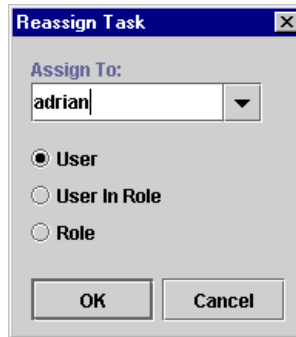 Reassign Task
Assign To:
adrian
User
User In Role
Role
OK Cancel